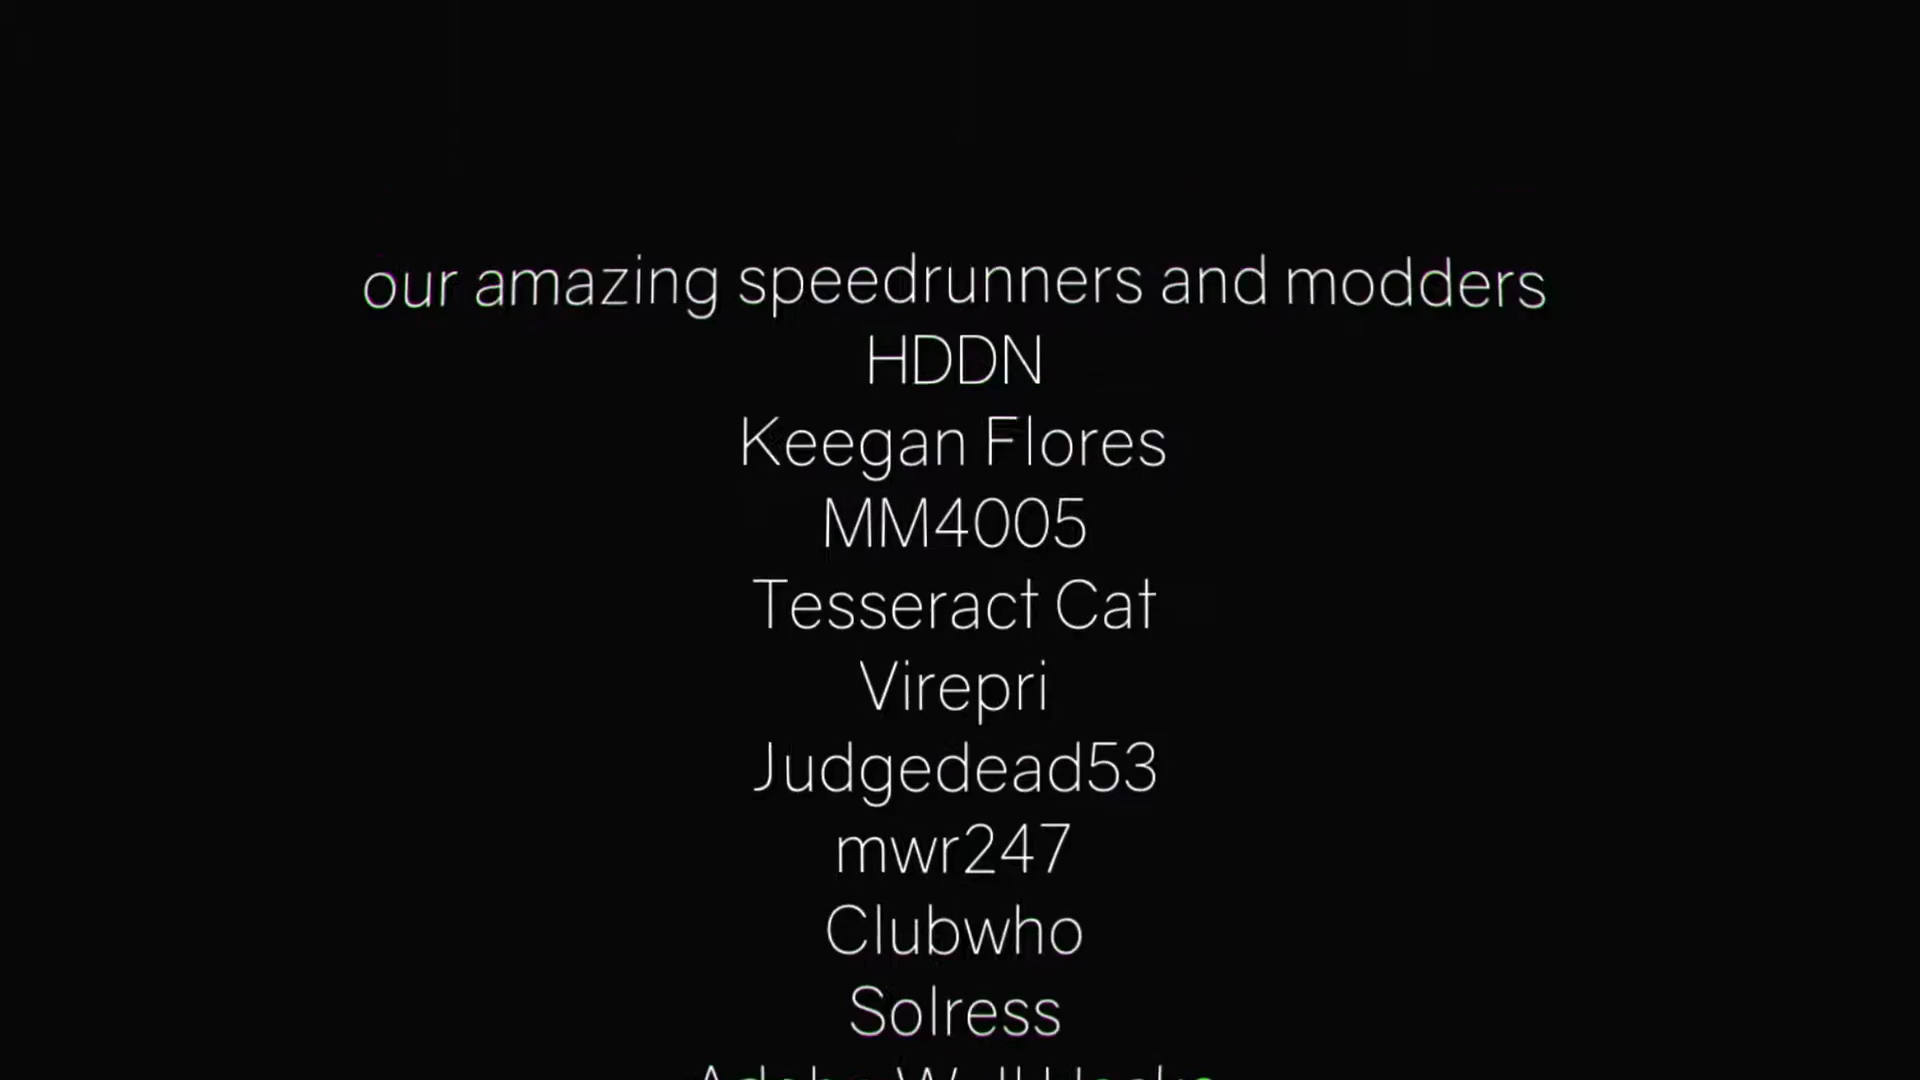 our amazing speedrunners and modders
HDDN
Keegan Flores
MM4005
Tesseract Cat
Virepri
Judgedead53
mwr247
Clubwho
Solress